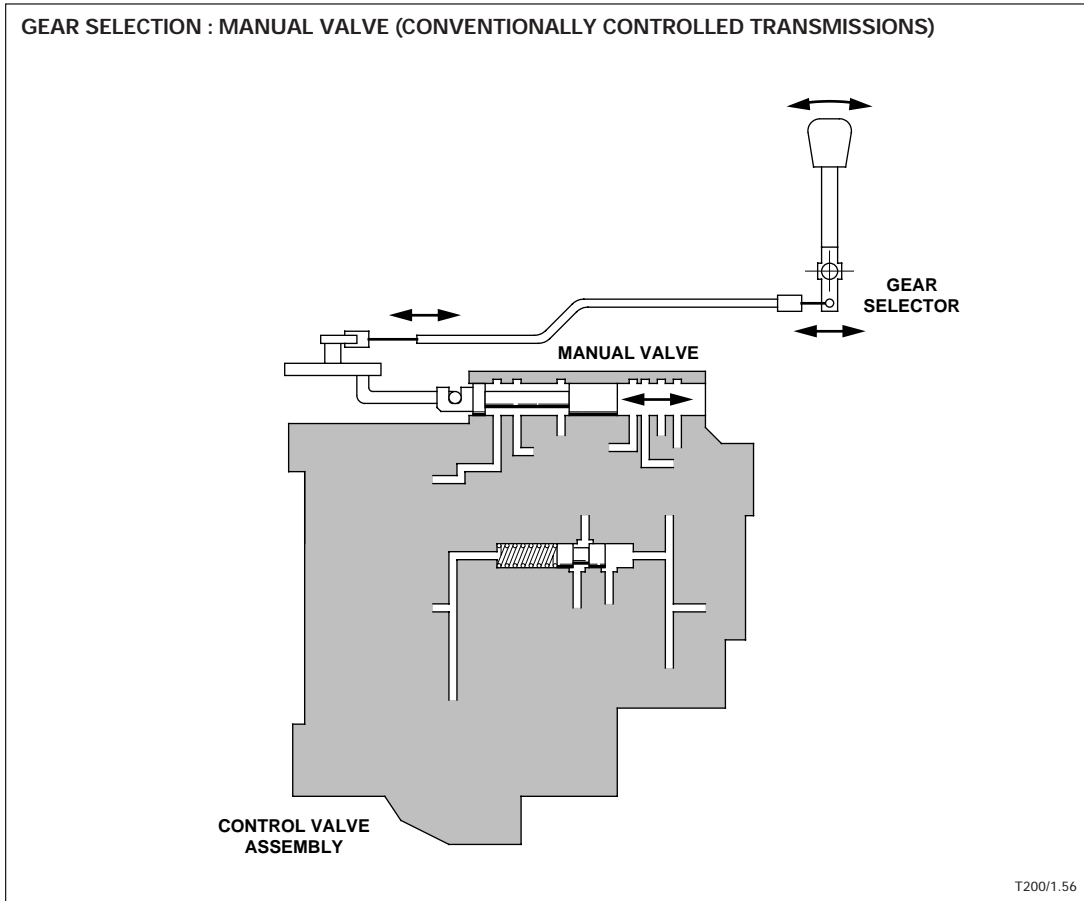 GEAR SELECTION : MANUAL VALVE (CONVENTIONALLY CONTROLLED TRANSMISSIONS)
GEAR
SELECTOR
MANUAL VALVE
CONTROL VALVE
ASSEMBLY
T200/1.56